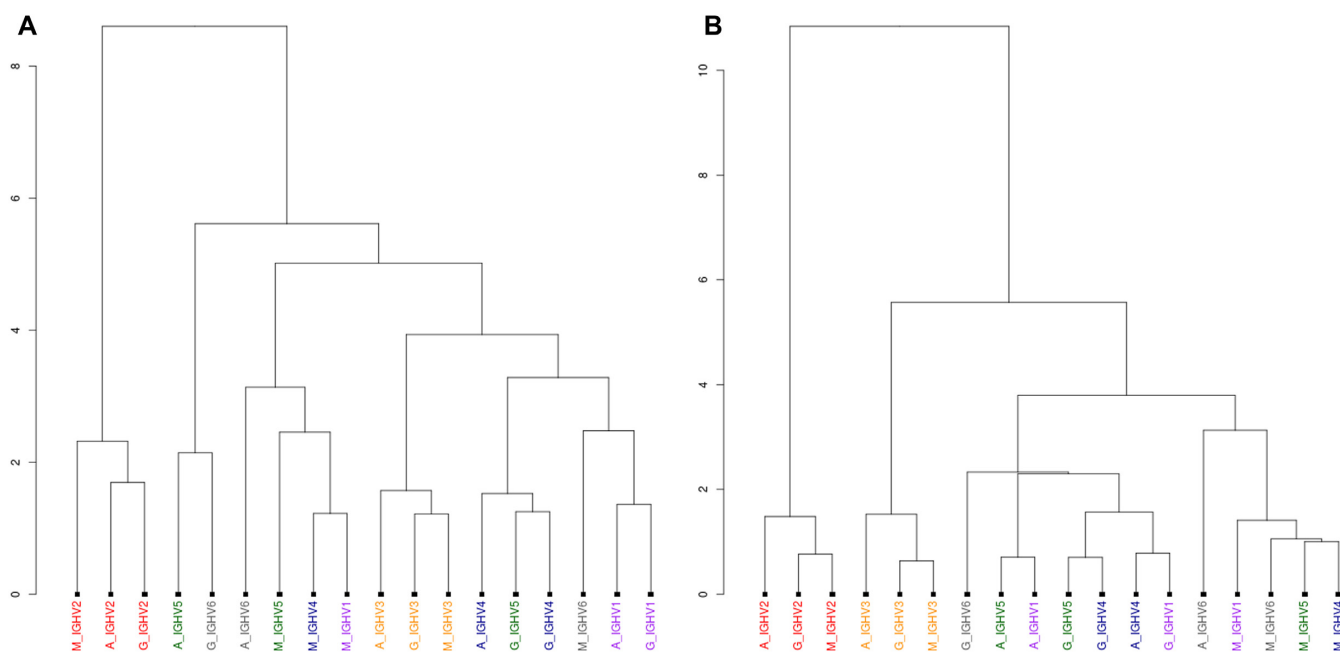 A
8
6
4
2
0
M_IGHV2
A_IGHV2
G_IGHV2
A_IGHV5
G_IGHV6
A_IGHV6
M_IGHV5
M_IGHV4
M_IGHV1
A_IGHV3
G_IGHV3
M_IGHV3
A_IGHV4
G_IGHV5
G_IGHV4
M_IGHV6
A_IGHV1
G_IGHV1
B
10
8
6
4
2
0
A_IGHV2
G_IGHV2
M_IGHV2
A_IGHV3
G_IGHV3
M_IGHV3
G_IGHV6
A_IGHV5
A_IGHV1
G_IGHV5
G_IGHV4
A_IGHV4
G_IGHV1
A_IGHV6
M_IGHV1
M_IGHV6
M_IGHV5
M_IGHV4